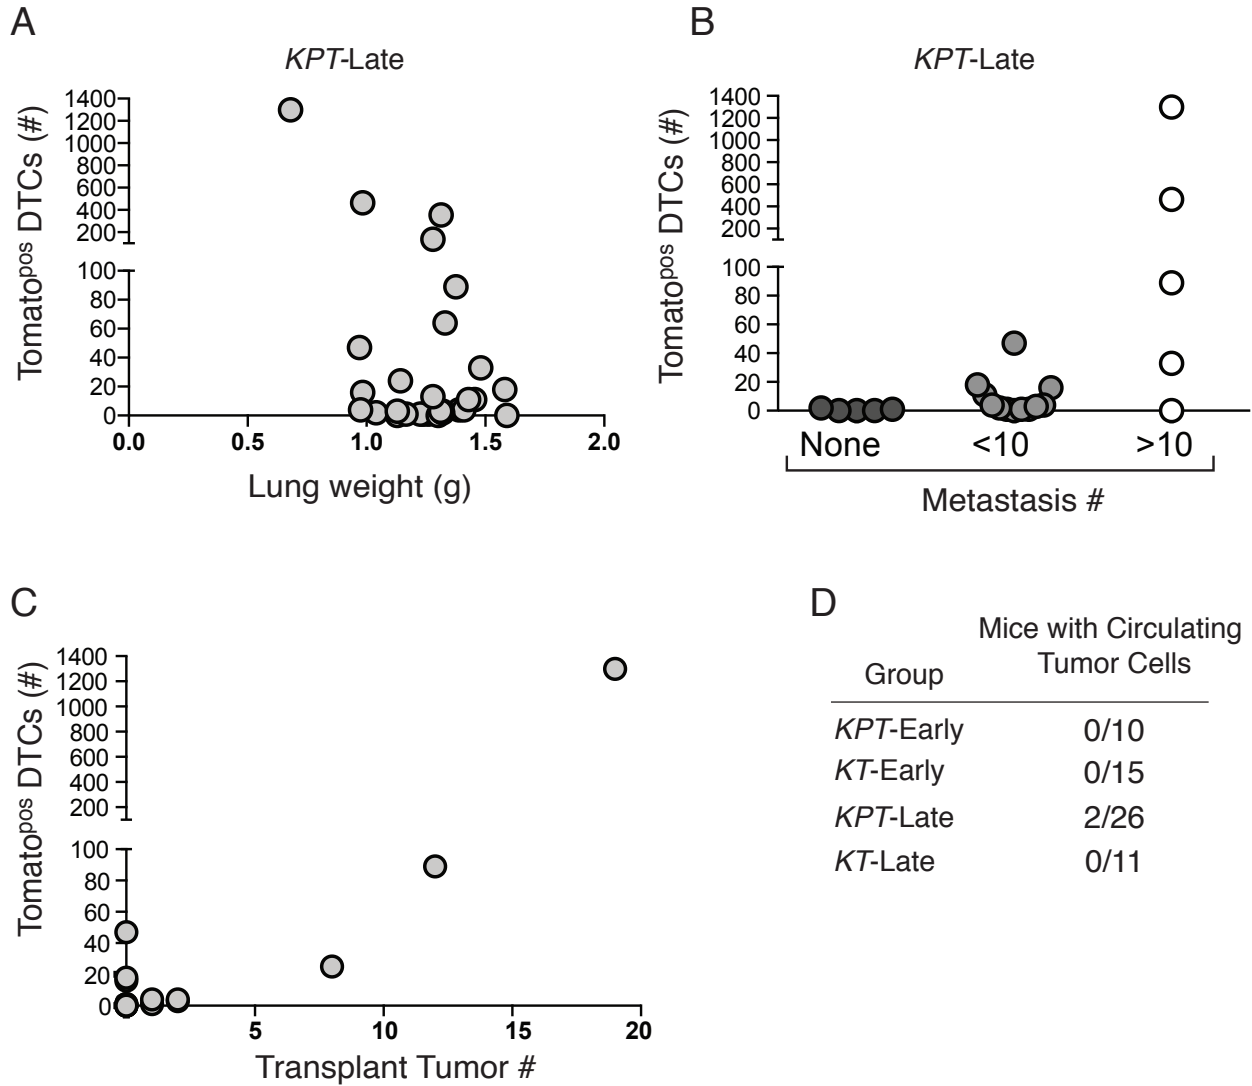 A
KPT-Late
Tomatopos DTCs (#)
1400
1200
1000
800
600
400
200
100
80
60
40
20
0
0.0 0.5 1.0 1.5 2.0
Lung weight (g)
B
KPT-Late
Tomatopos DTCs (#)
1400
1200
1000
800
600
400
200
100
80
60
40
20
0
None <10 >10
Metastasis #
C
Tomatopos DTCs (#)
1400
1200
1000
800
600
400
200
100
80
60
40
20
0
5 10 15 20
Transplant Tumor #
D
Mice with Circulating
Group Tumor Cells
KPT-Early 0/10
KT-Early 0/15
KPT-Late 2/26
KT-Late 0/11